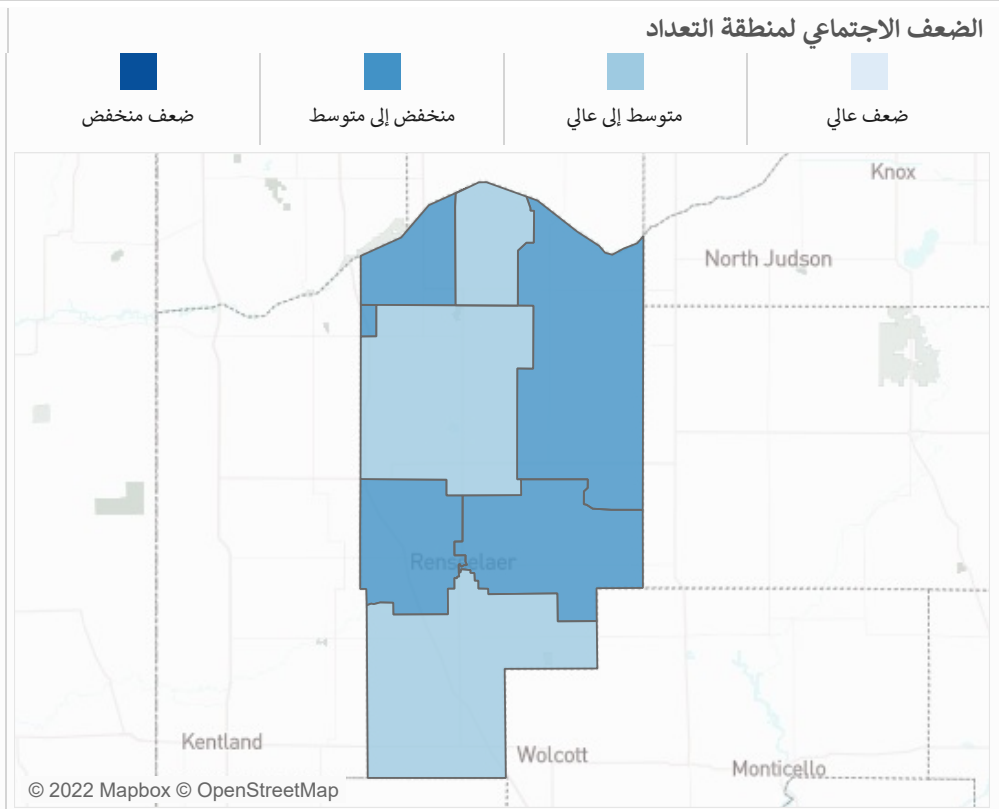 الضعف الاجتماعي لمنطقة التعداد
ضعف عالي
متوسط إلى عالي
منخفض إلى متوسط
ضعف منخفض
Knox
North Judson
Rensselaer
Kentland
Wolcott
Monticello
© 2022 Mapbox © OpenStreetMap